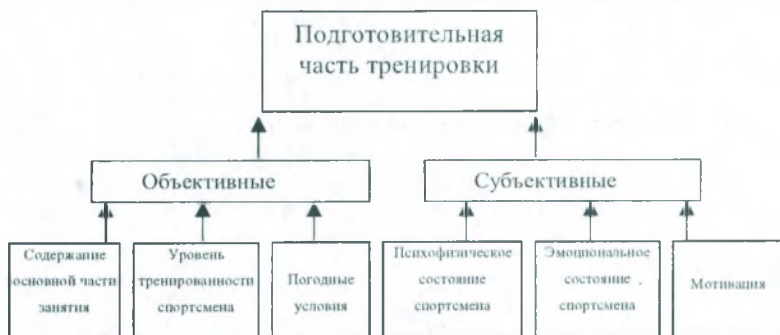 Подготовительная
часть тренировки
Объективные
Субъективные
Содержание
основной части
занятия
Уровень
тренированности
спортсмена
Погодные
условия
Психофизическое
состояние
спортсмена
Эмоциональное
состояние
спортсмена
Мотивация